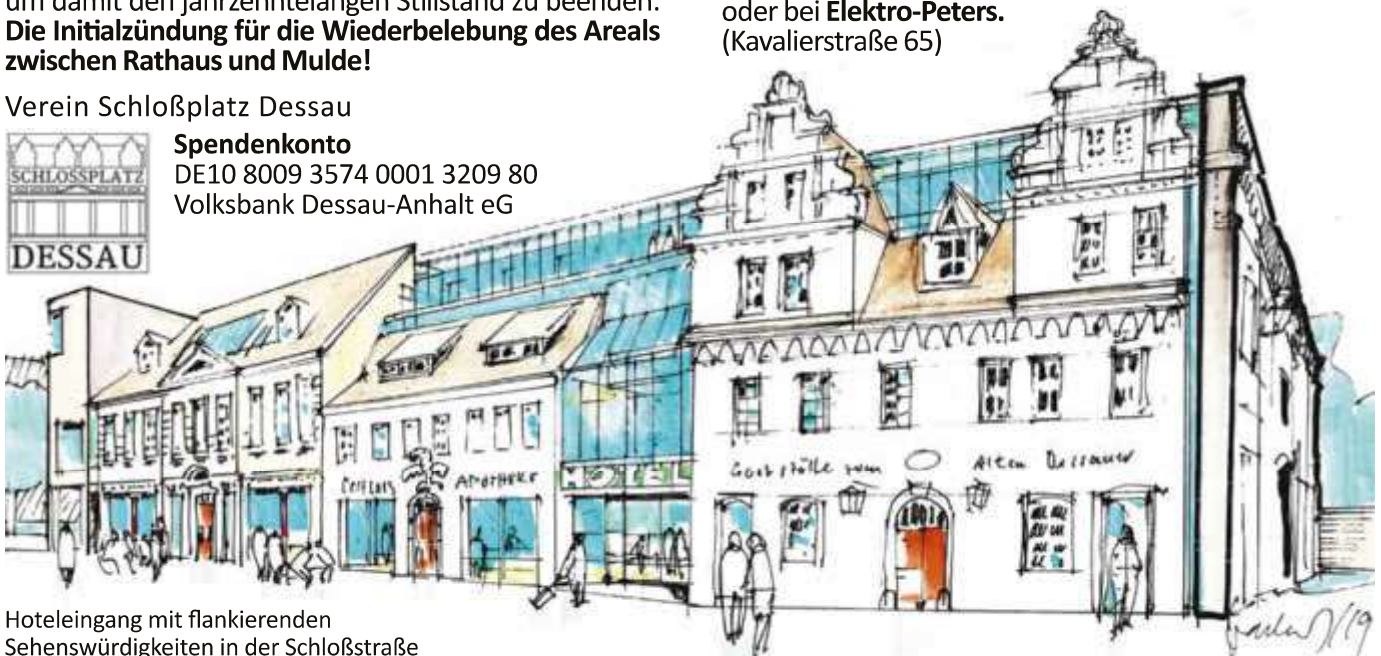 um damit den jahrzehntelangen Stillstand zu beenden.
Die Initialzündung für die Wiederbelebung des Areals
zwischen Rathaus und Mulde!
oder bei Elektro-Peters.
(Kavalierstraße 65)
Verein Schloßplatz Dessau
SCHLOSSPLATZ
DESSAU
Spendenkonto
DE10 8009 3574 0001 3209 80
Volksbank Dessau-Anhalt eG
APOTHEKE
Alten Dessauer
Hoteleingang mit flankierenden
Sehenswürdigkeiten in der Schloßstraße